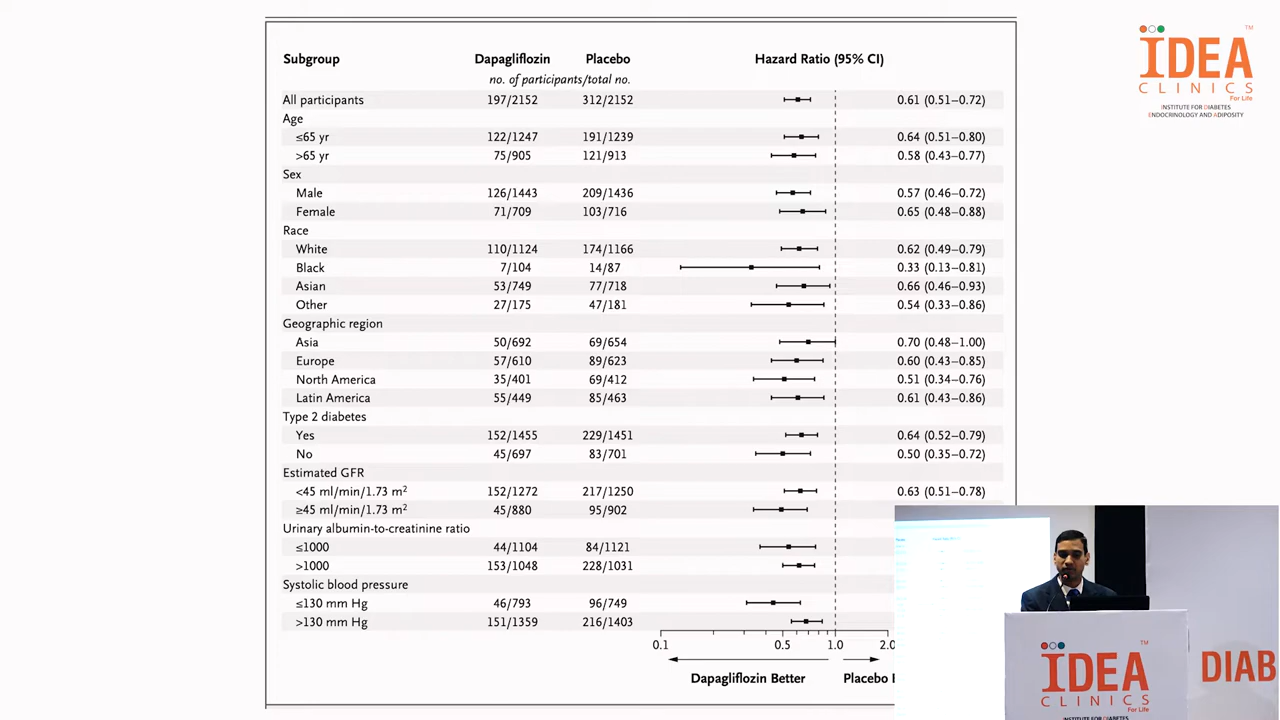 Subgroup Dapagliflozin Placebo Hazard Ratio (95% CI)
no. of participants/total no.
All participants 197/2152 312/2152 0.61 (0.51–0.72)
Age
≤65 yr 122/1247 191/1239 0.64 (0.51–0.80)
>65 yr 75/905 121/913 0.58 (0.43–0.77)
Sex
Male 126/1443 209/1436 0.57 (0.46–0.72)
Female 71/709 103/716 0.65 (0.48–0.88)
Race
White 110/1124 174/1166 0.62 (0.49–0.79)
Black 7/104 14/87 0.33 (0.13–0.81)
Asian 53/749 77/718 0.66 (0.46–0.93)
Other 27/175 47/181 0.54 (0.33–0.86)
Geographic region
Asia 50/692 69/654 0.70 (0.48–1.00)
Europe 57/610 89/623 0.60 (0.43–0.85)
North America 35/401 69/412 0.51 (0.34–0.76)
Latin America 55/449 85/463 0.61 (0.43–0.86)
Type 2 diabetes
Yes 152/1455 229/1451 0.64 (0.52–0.79)
No 45/697 83/701 0.50 (0.35–0.72)
Estimated GFR
<45 ml/min/1.73 m² 152/1272 217/1250 0.63 (0.51–0.78)
≥45 ml/min/1.73 m² 45/880 95/902
Urinary albumin-to-creatinine ratio
≤1000 44/1104 84/1121
>1000 153/1048 228/1031
Systolic blood pressure
≤130 mm Hg 46/793 96/749
>130 mm Hg 151/1359 216/1403
0.1 0.5 1.0 2.0
Dapagliflozin Better Placebo
TM
IDEA
CLINICS
For Life
INSTITUTE FOR DIABETES
ENDOCRINOLOGY AND ADIPOSITY
TM
IDEA
CLINICS
For Life
INSTITUTE FOR DIABETES
DIAB